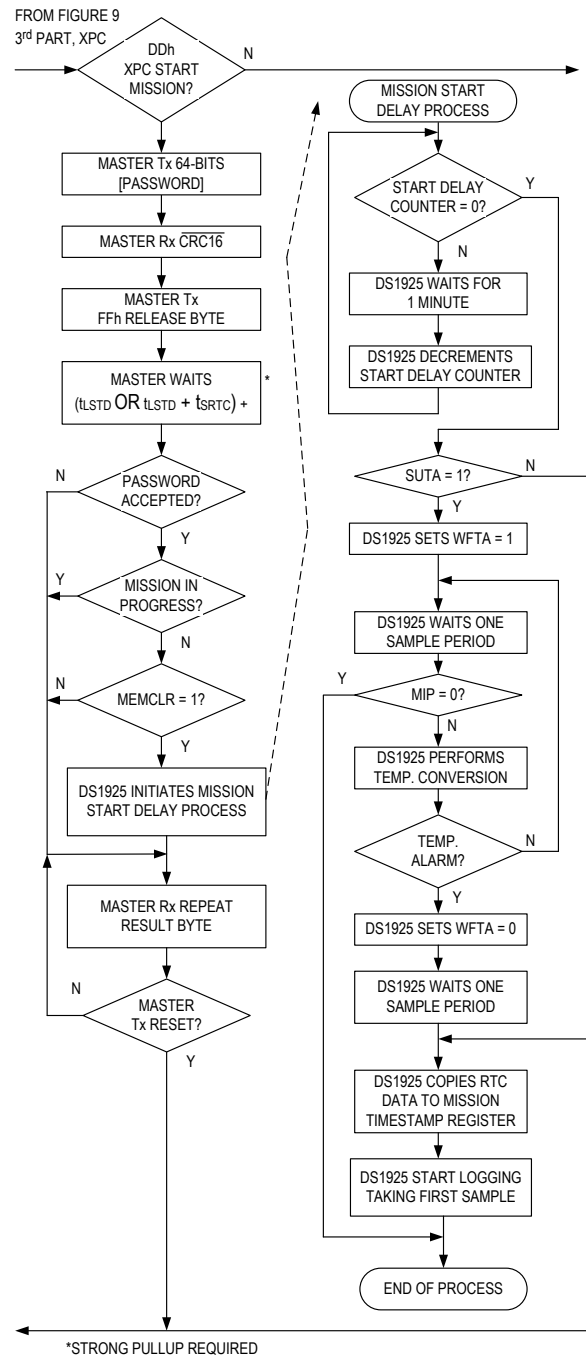 FROM FIGURE 9
3rd PART, XPC
DDh
XPC START
MISSION?
N
MASTER Tx 64-BITS
[PASSWORD]
MASTER Rx CRC16
MASTER Tx
FFh RELEASE BYTE
MASTER WAITS
(tLSTD OR tLSTD + tSRTC) +
*
N
PASSWORD
ACCEPTED?
Y
Y
MISSION IN
PROGRESS?
N
N
MEMCLR = 1?
Y
DS1925 INITIATES MISSION
START DELAY PROCESS
MASTER Rx REPEAT
RESULT BYTE
N
MASTER
Tx RESET?
Y
MISSION START
DELAY PROCESS
START DELAY
COUNTER = 0?
Y
N
DS1925 WAITS FOR
1 MINUTE
DS1925 DECREMENTS
START DELAY COUNTER
SUTA = 1?
N
Y
DS1925 SETS WFTA = 1
DS1925 WAITS ONE
SAMPLE PERIOD
Y
MIP = 0?
N
DS1925 PERFORMS
TEMP. CONVERSION
TEMP.
ALARM?
N
Y
DS1925 SETS WFTA = 0
DS1925 WAITS ONE
SAMPLE PERIOD
DS1925 COPIES RTC
DATA TO MISSION
TIMESTAMP REGISTER
DS1925 START LOGGING
TAKING FIRST SAMPLE
END OF PROCESS
*STRONG PULLUP REQUIRED